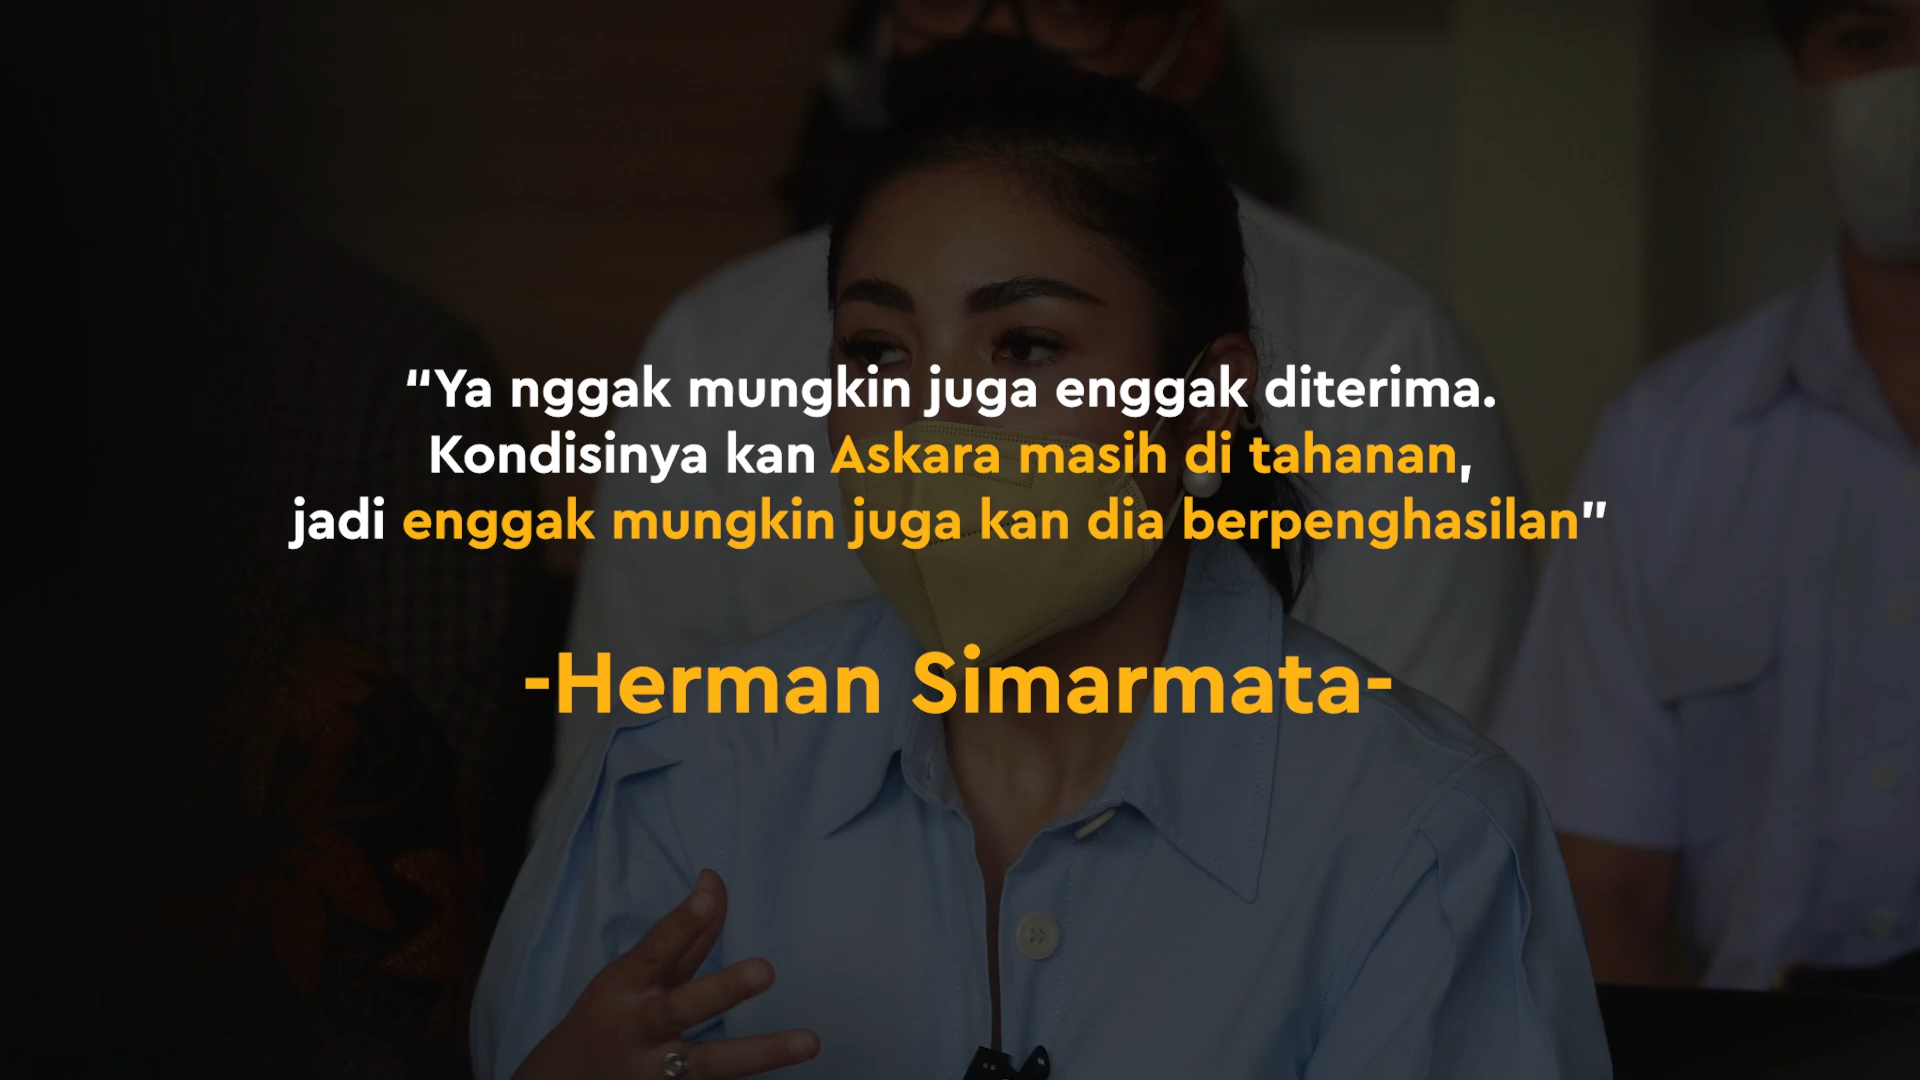 “Ya nggak mungkin juga enggak diterima.
Kondisinya kan Askara masih di tahanan,
jadi enggak mungkin juga kan dia berpenghasilan”
-Herman Simarmata-